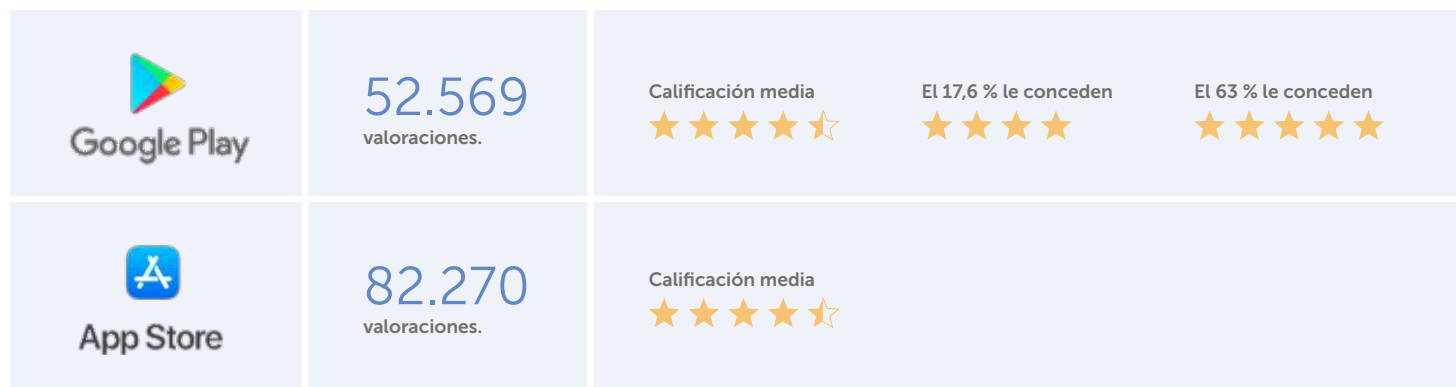 Google Play
52.569
valoraciones.
Calificación media
El 17,6 % le conceden
El 63 % le conceden
App Store
82.270
valoraciones.
Calificación media